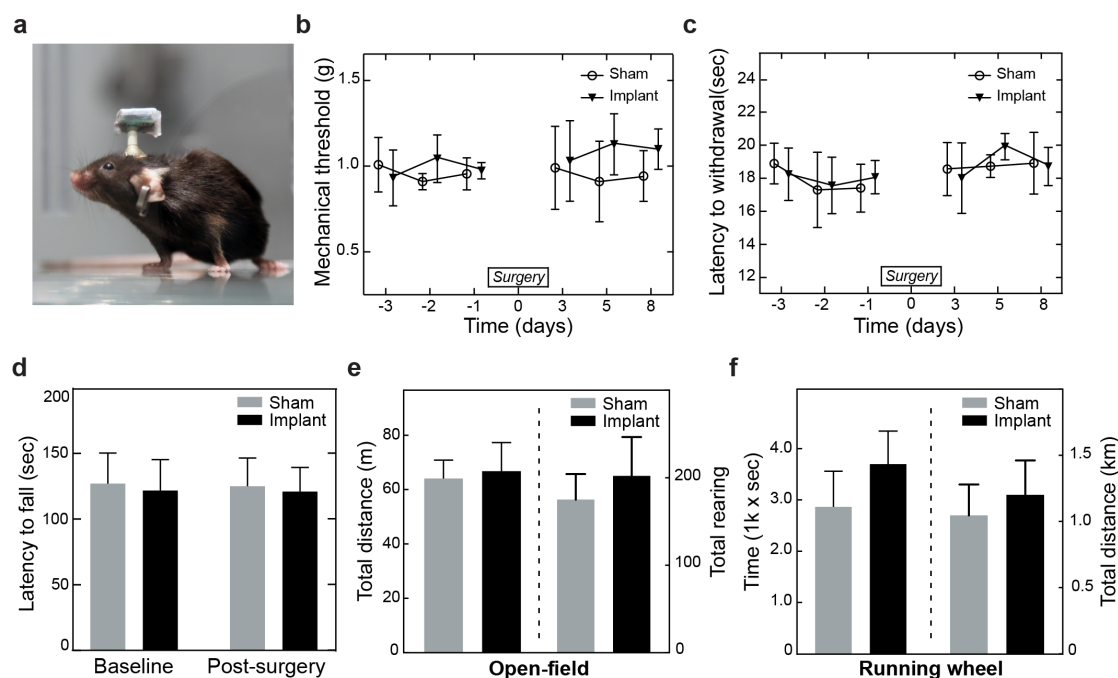 a
b
Mechanical threshold (g)
1.5
1.0
0.5
Sham
Implant
Surgery
-3 -2 -1 0 3 5 8
Time (days)
c
Latency to withdrawal(sec)
24
22
20
18
16
14
12
Sham
Implant
Surgery
-3 -2 -1 0 3 5 8
Time (days)
d
Latency to fall (sec)
200
150
100
50
0
Sham
Implant
Baseline Post-surgery
e
Total distance (m)
80
60
40
20
0
Sham
Implant
200
100
0
Total rearing
Open-field
f
Time (1k x sec)
4.0
3.0
2.0
1.0
0
Sham
Implant
1.5
1.0
0.5
0
Total distance (km)
Running wheel